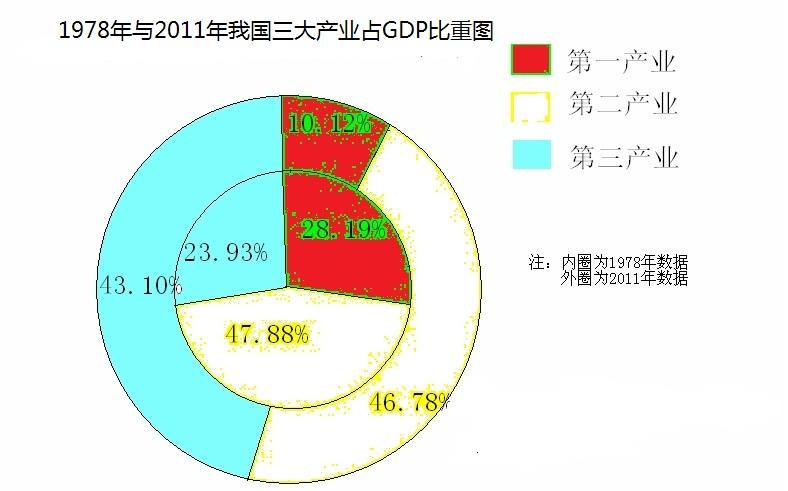 1978年与2011年我国三大产业占GDP比重图
第一产业
第二产业
第三产业
10.12%
28.19%
23.93%
43.10%
47.88%
46.78%
注：内圈为1978年数据
外圈为2011年数据